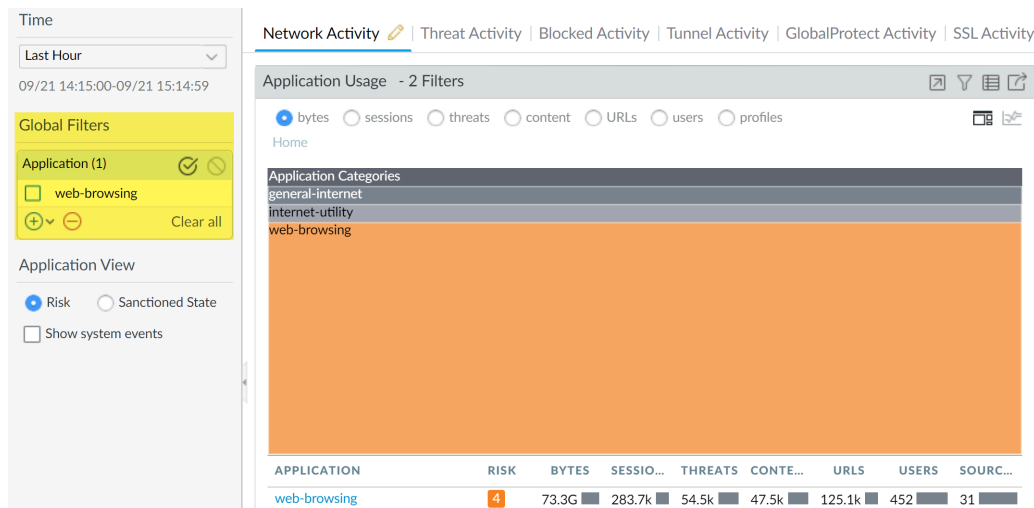 Time
Last Hour
09/21 14:15:00-09/21 15:14:59
Global Filters
Application (1)
web-browsing
Clear all
Application View
Risk Sanctioned State
Show system events
Network Activity | Threat Activity | Blocked Activity | Tunnel Activity | GlobalProtect Activity | SSL Activity
Application Usage - 2 Filters
bytes sessions threats content URLs users profiles
Home
Application Categories
general-internet
internet-utility
web-browsing
APPLICATION RISK BYTES SESSIO... THREATS CONTE... URLS USERS SOURC...
web-browsing 4 73.3G 283.7k 54.5k 47.5k 125.1k 452 31